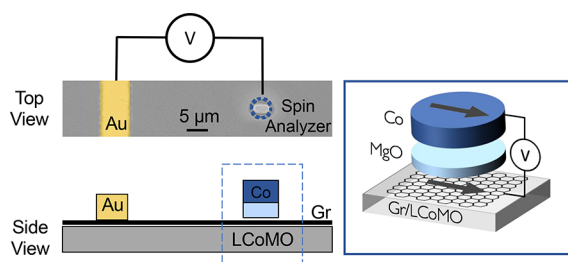 V
Top
View
Au
5 µm
Spin
Analyzer
Au
Co
Gr
Side
View
LCoMO
Co
MgO
V
Gr/LCoMO